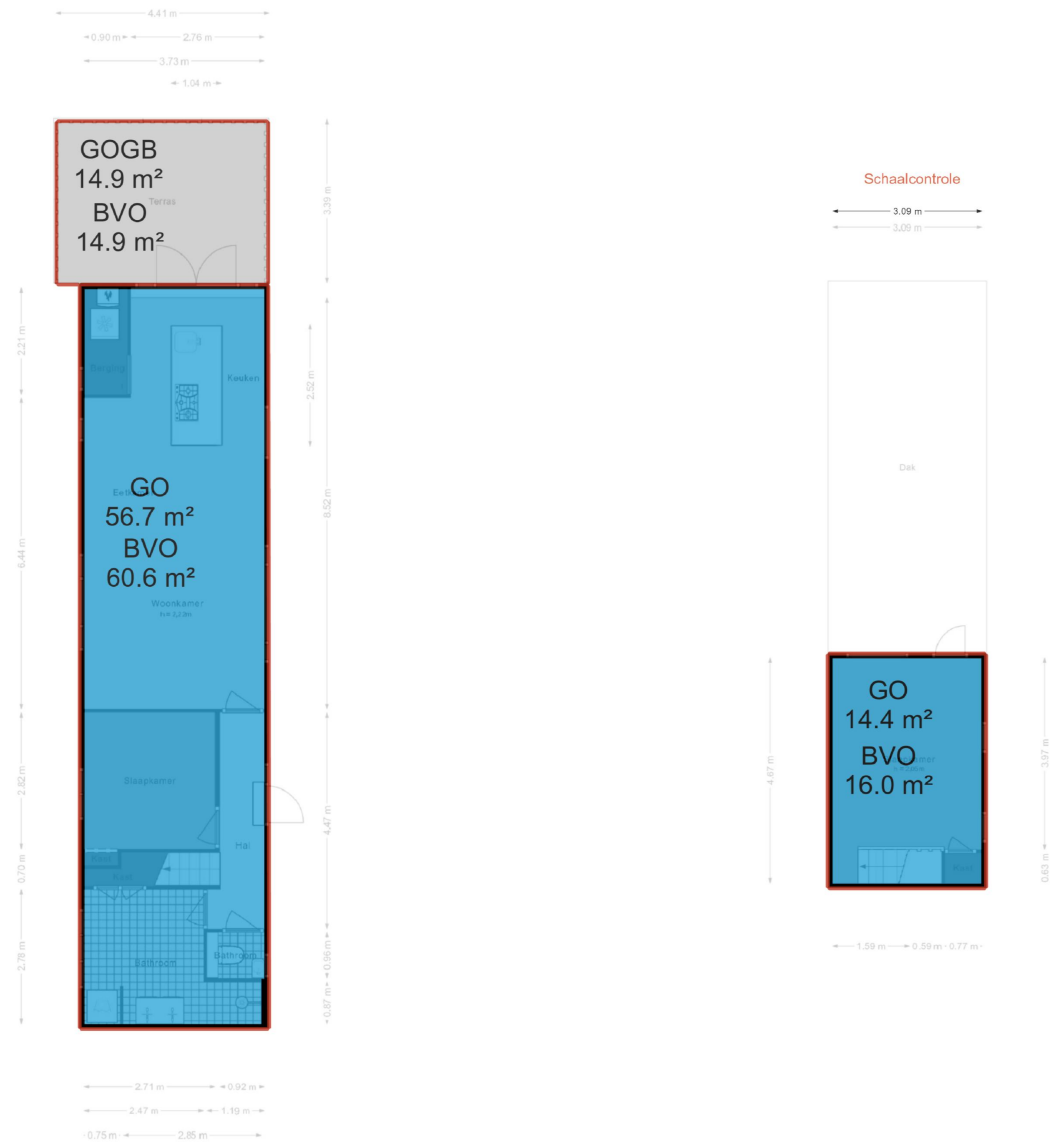 4.41 m
0.90 m
2.76 m
3.73 m
1.04 m
GOGB
14.9 m²
Terras
BVO
14.9 m²
3.39 m
Schaalcontrole
3.09 m
3.09 m
2.21 m
Berging
Keuken
2.52 m
8.52 m
Dak
GO
56.7 m²
BVO
60.6 m²
6.44 m
Woonkamer
GO
14.4 m²
BVO
16.0 m²
4.67 m
3.97 m
2.82 m
Slaapkamer
4.47 m
Hal
0.70 m
Kast
Kast
Kast
0.63 m
2.78 m
Bathroom
Bathroom
0.96 m
0.87 m
1.59 m
0.59 m
0.77 m
2.71 m
0.92 m
2.47 m
1.19 m
0.75 m
2.85 m